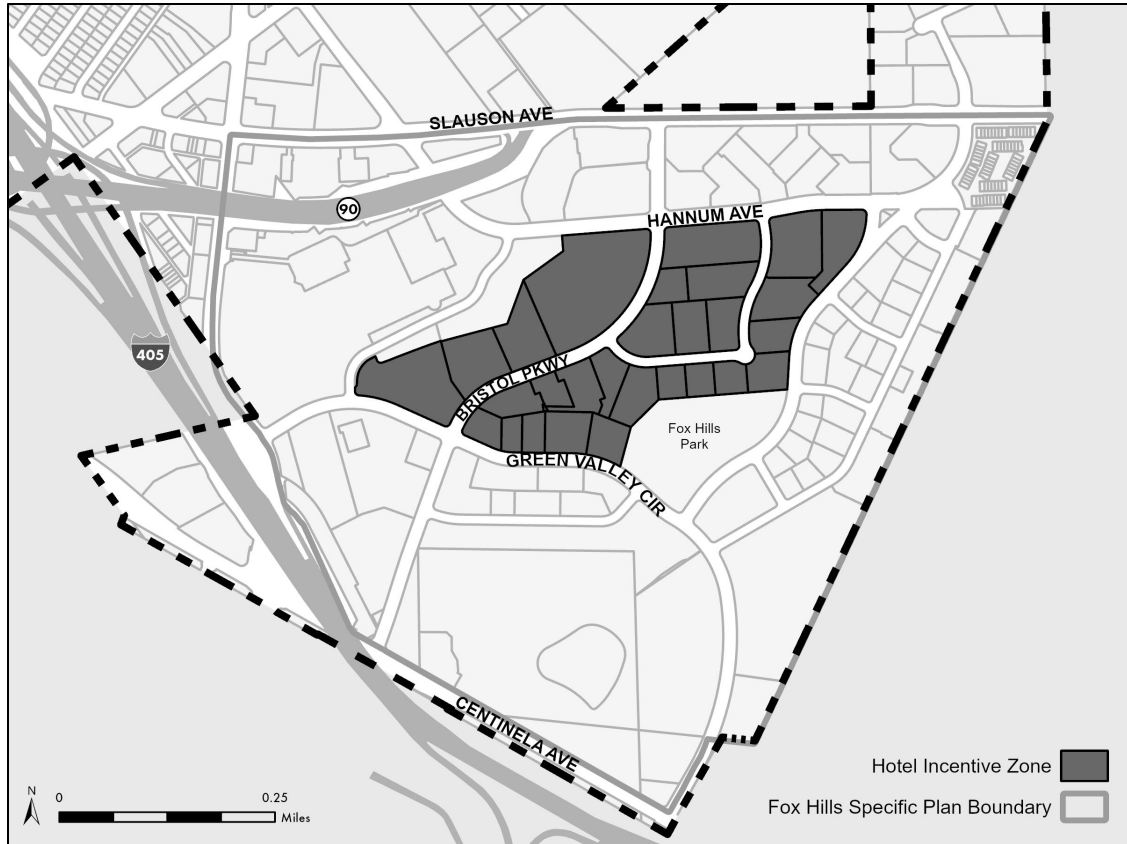 SLAUSON AVE
90
HANNUM AVE
405
BRISTOL PKWY
Fox Hills
Park
GREEN VALLEY CIR
CENTINELA AVE
Hotel Incentive Zone
Fox Hills Specific Plan Boundary
N
0 0.25
Miles